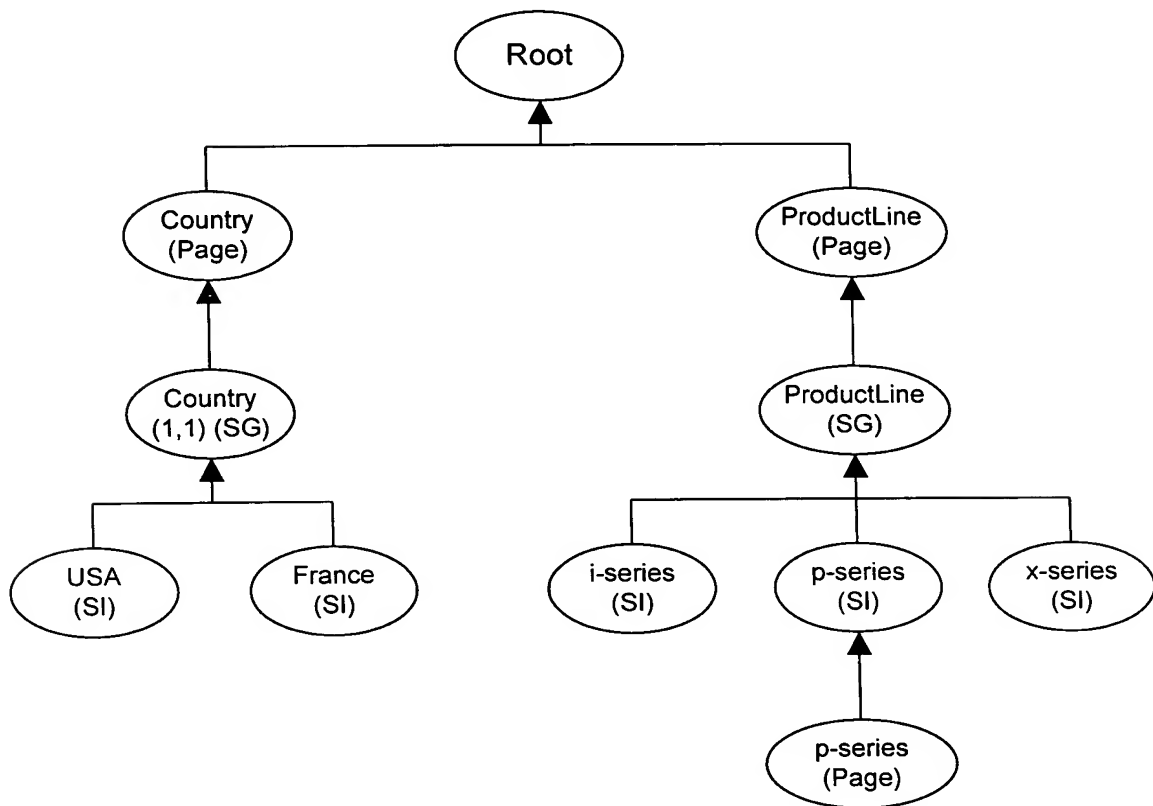 Root
Country
(Page)
ProductLine
(Page)
Country
(1,1) (SG)
ProductLine
(SG)
USA
(SI)
France
(SI)
i-series
(SI)
p-series
(SI)
x-series
(SI)
p-series
(Page)